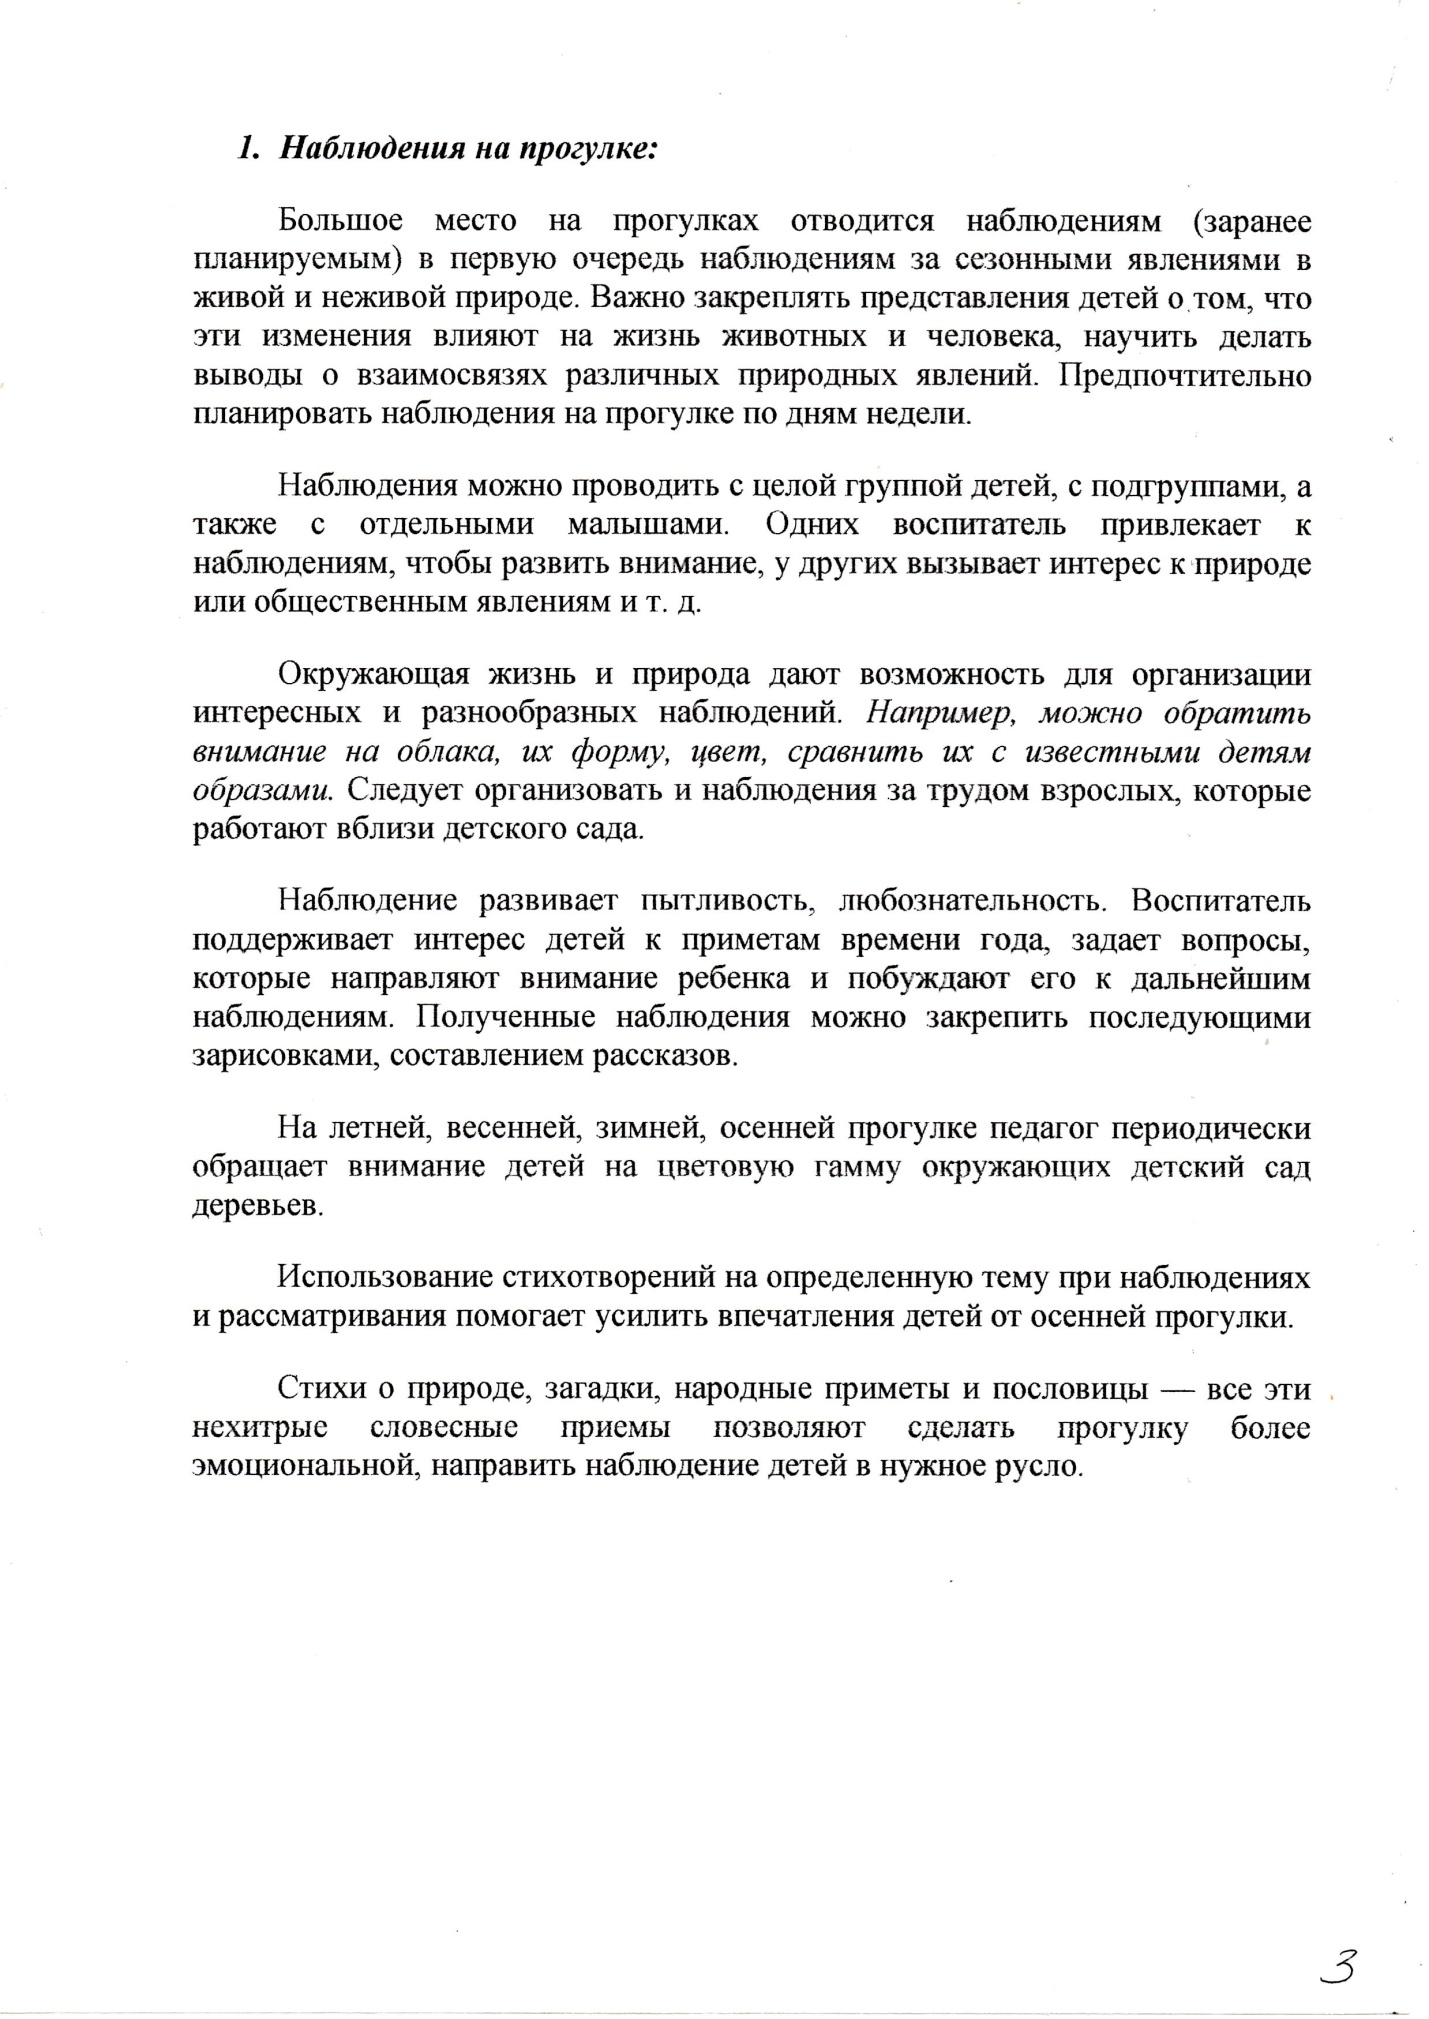 1. Наблюдения на прогулке:
Большое место на прогулках отводится наблюдениям (заранее
планируемым) в первую очередь наблюдениям за сезонными явлениями в
живой и неживой природе. Важно закреплять представления детей о том, что
эти изменения влияют на жизнь животных и человека, научить делать
выводы о взаимосвязях различных природных явлений. Предпочтительно
планировать наблюдения на прогулке по дням недели.
Наблюдения можно проводить с целой группой детей, с подгруппами, а
также с отдельными малышами. Одних воспитатель привлекает к
наблюдениям, чтобы развить внимание, у других вызывает интерес к природе
или общественным явлениям и т. д.
Окружающая жизнь и природа дают возможность для организации
интересных и разнообразных наблюдений. Например, можно обратить
внимание на облака, их форму, цвет, сравнить их с известными детям
образами. Следует организовать и наблюдения за трудом взрослых, которые
работают вблизи детского сада.
Наблюдение развивает пытливость, любознательность. Воспитатель
поддерживает интерес детей к приметам времени года, задает вопросы,
которые направляют внимание ребенка и побуждают его к дальнейшим
наблюдениям. Полученные наблюдения можно закрепить последующими
зарисовками, составлением рассказов.
На летней, весенней, зимней, осенней прогулке педагог периодически
обращает внимание детей на цветовую гамму окружающих детский сад
деревьев.
Использование стихотворений на определенную тему при наблюдениях
и рассматривания помогает усилить впечатления детей от осенней прогулки.
Стихи о природе, загадки, народные приметы и пословицы — все эти
нехитрые словесные приемы позволяют сделать прогулку более
эмоциональной, направить наблюдение детей в нужное русло.
3